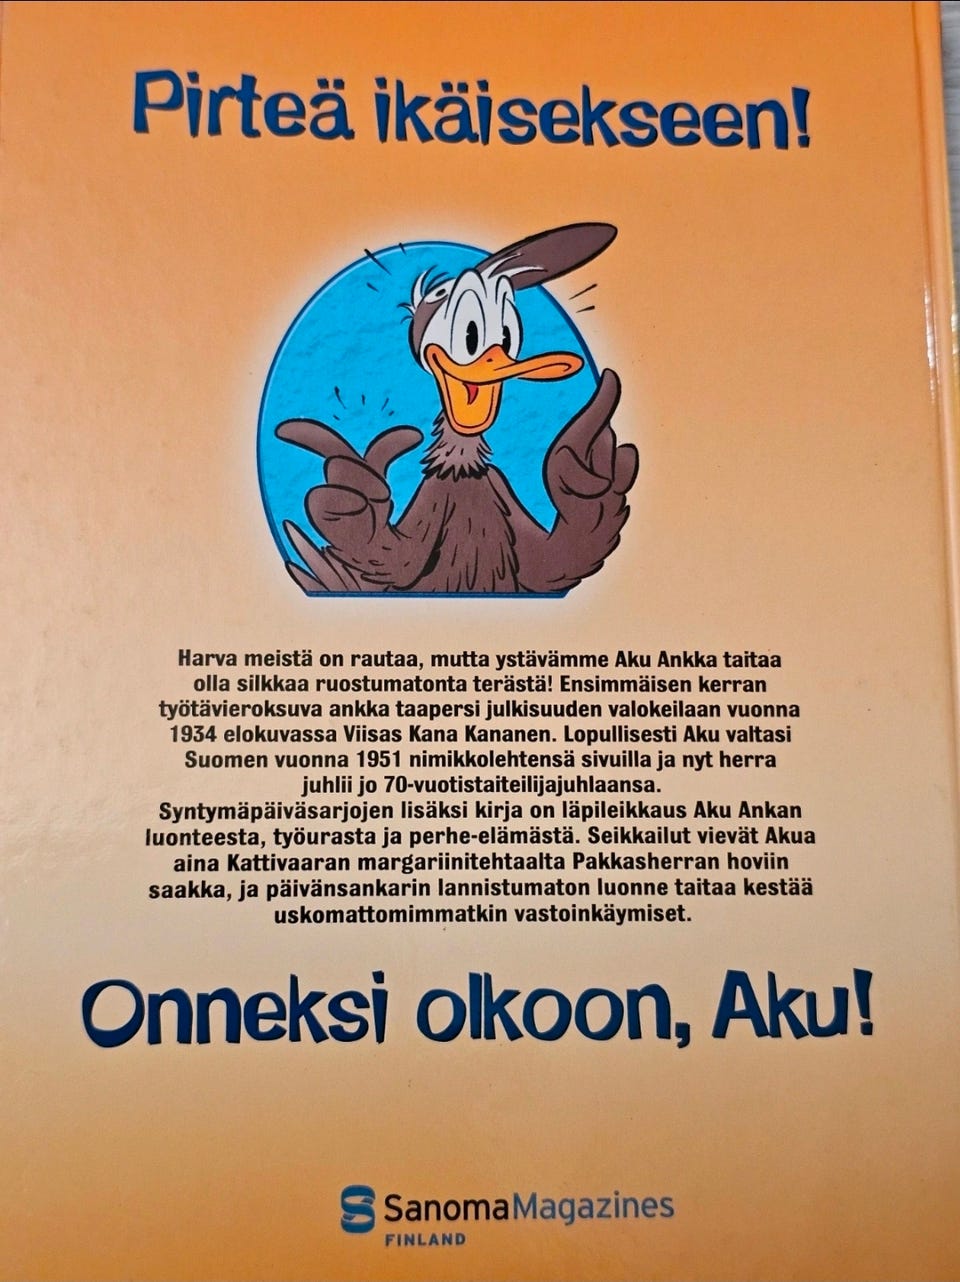 Pirteä ikäisekseen!
Harva meistä on rautaa, mutta ystävämme Aku Ankka taitaa
olla silkkaa ruostumatonta terästä! Ensimmäisen kerran
työtävieroksuva ankka taapersi julkisuuden valokeilaan vuonna
1934 elokuvassa Viisas Kana Kananen. Lopullisesti Aku valtasi
Suomen vuonna 1951 nimikkolehtensä sivuilla ja nyt herra
juhlii jo 70-vuotistaiteilijajuhlaansa.
Syntymäpäiväsarjojen lisäksi kirja on läpileikkaus Aku Ankan
luonteesta, työurasta ja perhe-elämästä. Seikkailut vievät Akua
aina Kattivaaran margariinitehtaalta Pakkasherran hoviin
saakka, ja päivänsankarin lannistumaton luonne taitaa kestää
uskomattomimmatkin vastoinkäymiset.
Onneksi olkoon, Aku!
SanomaMagazines
FINLAND